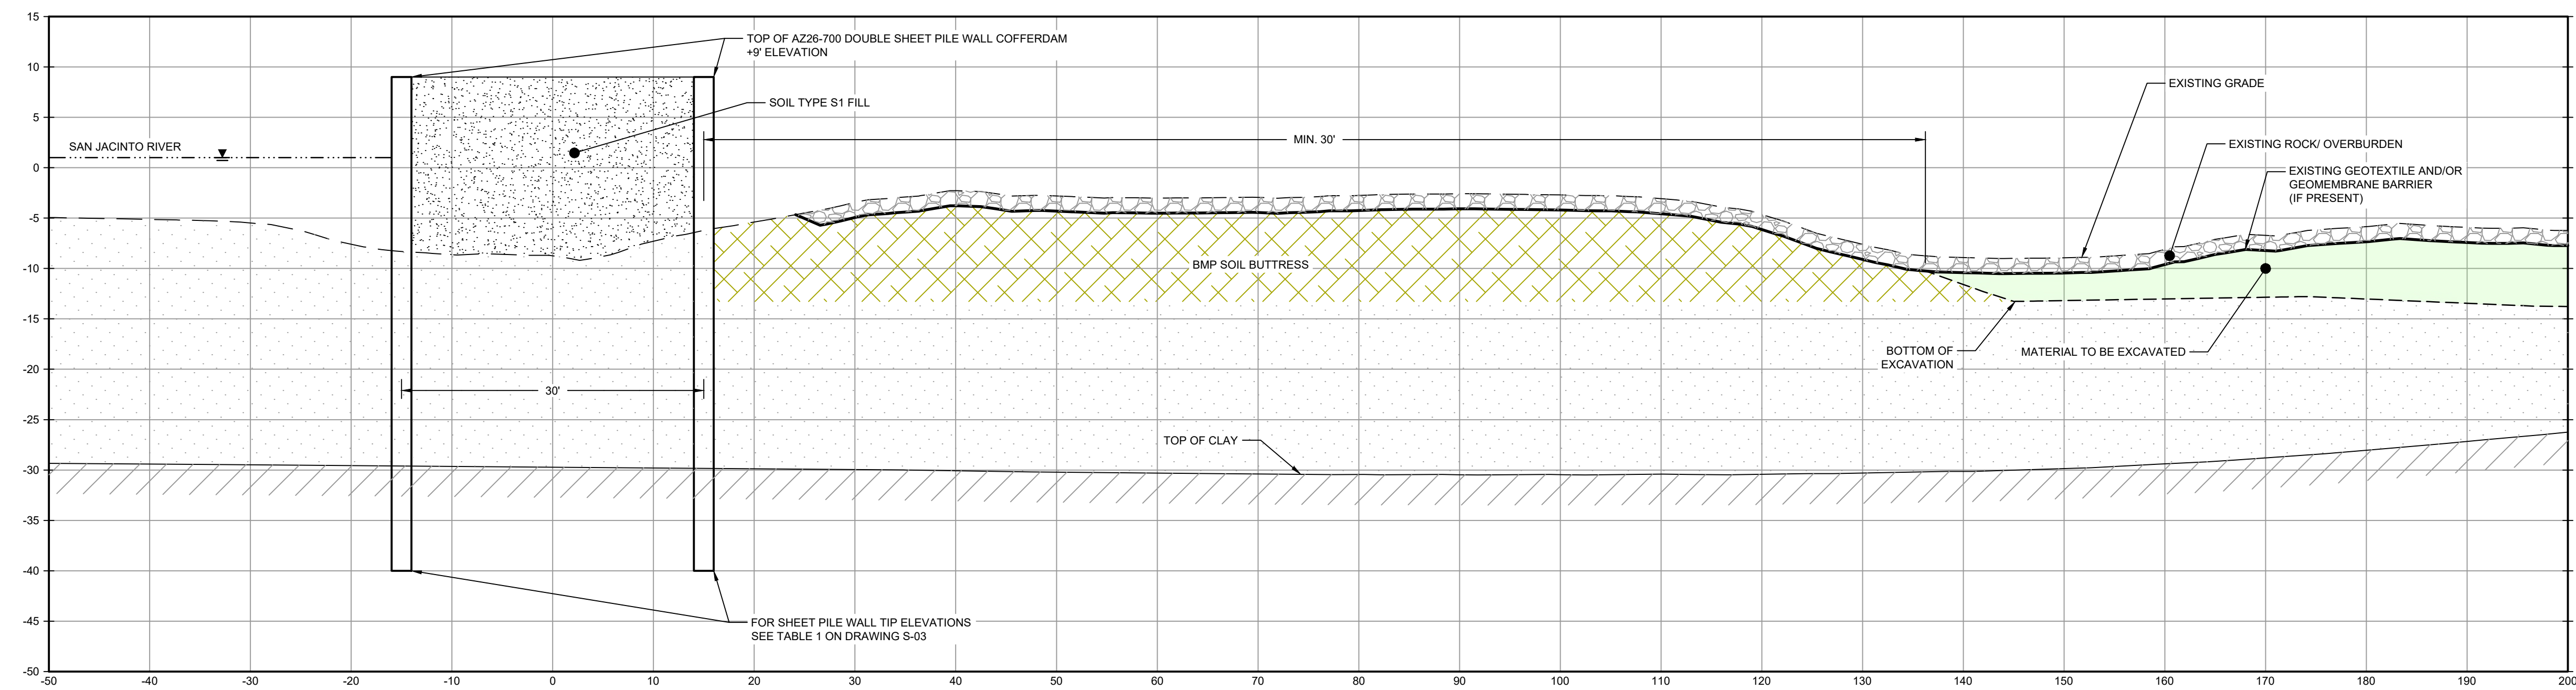 15
10
5
0
-5
-10
-15
-20
-25
-30
-35
-40
-45
-50
-50 -40 -30 -20 -10 0 10 20 30 40 50 60 70 80 90 100 110 120 130 140 150 160 170 180 190 200
TOP OF AZ26-700 DOUBLE SHEET PILE WALL COFFERDAM
+9' ELEVATION
SOIL TYPE S1 FILL
SAN JACINTO RIVER
MIN. 30'
EXISTING GRADE
EXISTING ROCK/ OVERBURDEN
EXISTING GEOTEXTILE AND/OR
GEOMEMBRANE BARRIER
(IF PRESENT)
BMP SOIL BUTTRESS
BOTTOM OF
EXCAVATION
MATERIAL TO BE EXCAVATED
30'
TOP OF CLAY
FOR SHEET PILE WALL TIP ELEVATIONS
SEE TABLE 1 ON DRAWING S-03